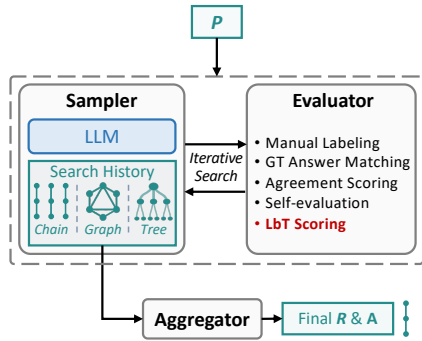 P
Sampler
LLM
Search History
Chain Graph Tree
Iterative
Search
Evaluator
• Manual Labeling
• GT Answer Matching
• Agreement Scoring
• Self-evaluation
• LbT Scoring
Aggregator
Final R & A